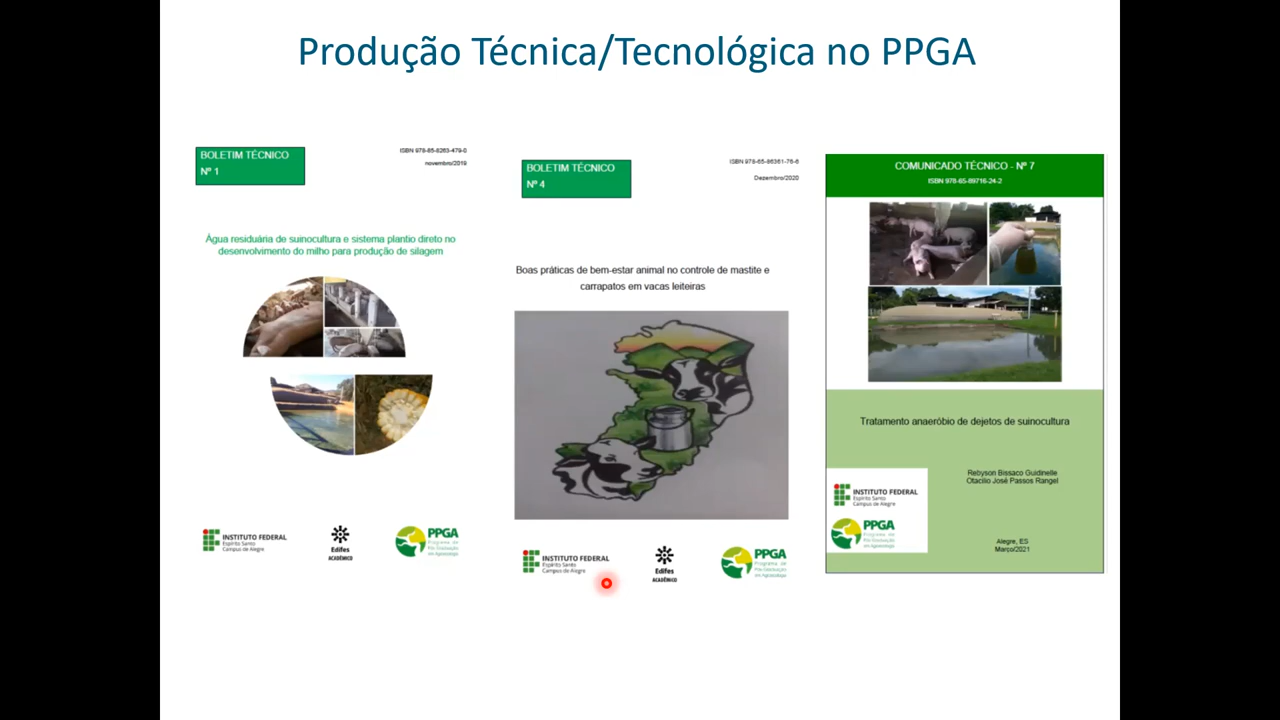 Produção Técnica/Tecnológica no PPGA
BOLETIM TÉCNICO
Nº 1
ISBN 978-85-8263-479-0
novembro/2019
Água residuária de suinocultura e sistema plantio direto no
desenvolvimento do milho para produção de silagem
INSTITUTO FEDERAL
Espírito Santo
Campus de Alegre
Edifes
ACADÊMICO
PPGA
Programa de
Pós-Graduação
em Agroecologia
BOLETIM TÉCNICO
Nº 4
ISBN 978-65-86361-76-6
Dezembro/2020
Boas práticas de bem-estar animal no controle de mastite e
carrapatos em vacas leiteiras
INSTITUTO FEDERAL
Espírito Santo
Campus de Alegre
Edifes
ACADÊMICO
PPGA
Programa de
Pós-Graduação
em Agroecologia
COMUNICADO TÉCNICO - Nº 7
ISBN 978-65-89716-24-2
Tratamento anaeróbio de dejetos de suinocultura
Rebyson Bissaco Guidinelle
Otacilio José Passos Rangel
INSTITUTO FEDERAL
Espírito Santo
Campus de Alegre
PPGA
Programa de
Pós-Graduação
em Agroecologia
Alegre, ES
Março/2021